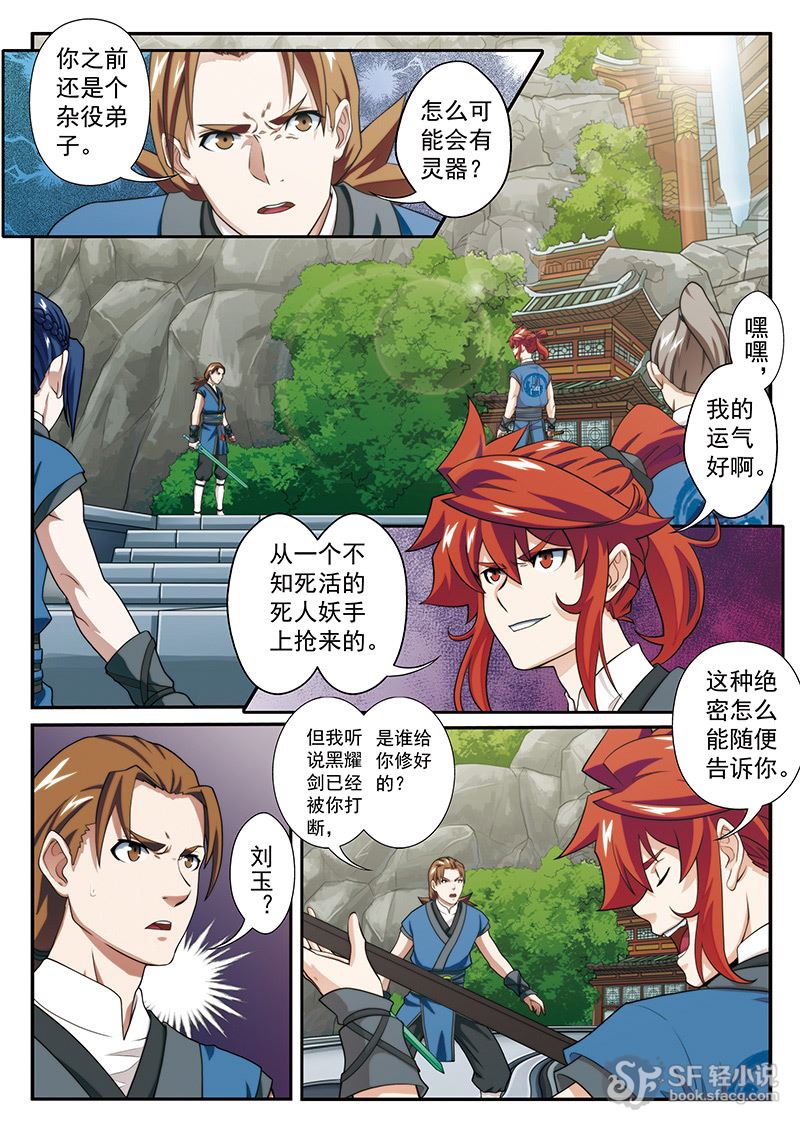 你之前
还是个
杂役弟
子。
怎么可
能会有
灵器？
嘿
嘿，
我的
运气
好啊。
从一个不
知死活的
死人妖手
上抢来的。
刘
玉？
但我听
说黑耀
剑已经
被你打
断，
是谁给
你修好
的？
这种绝
密怎么
能随便
告诉你。
SF轻小说
book.sfacg.com